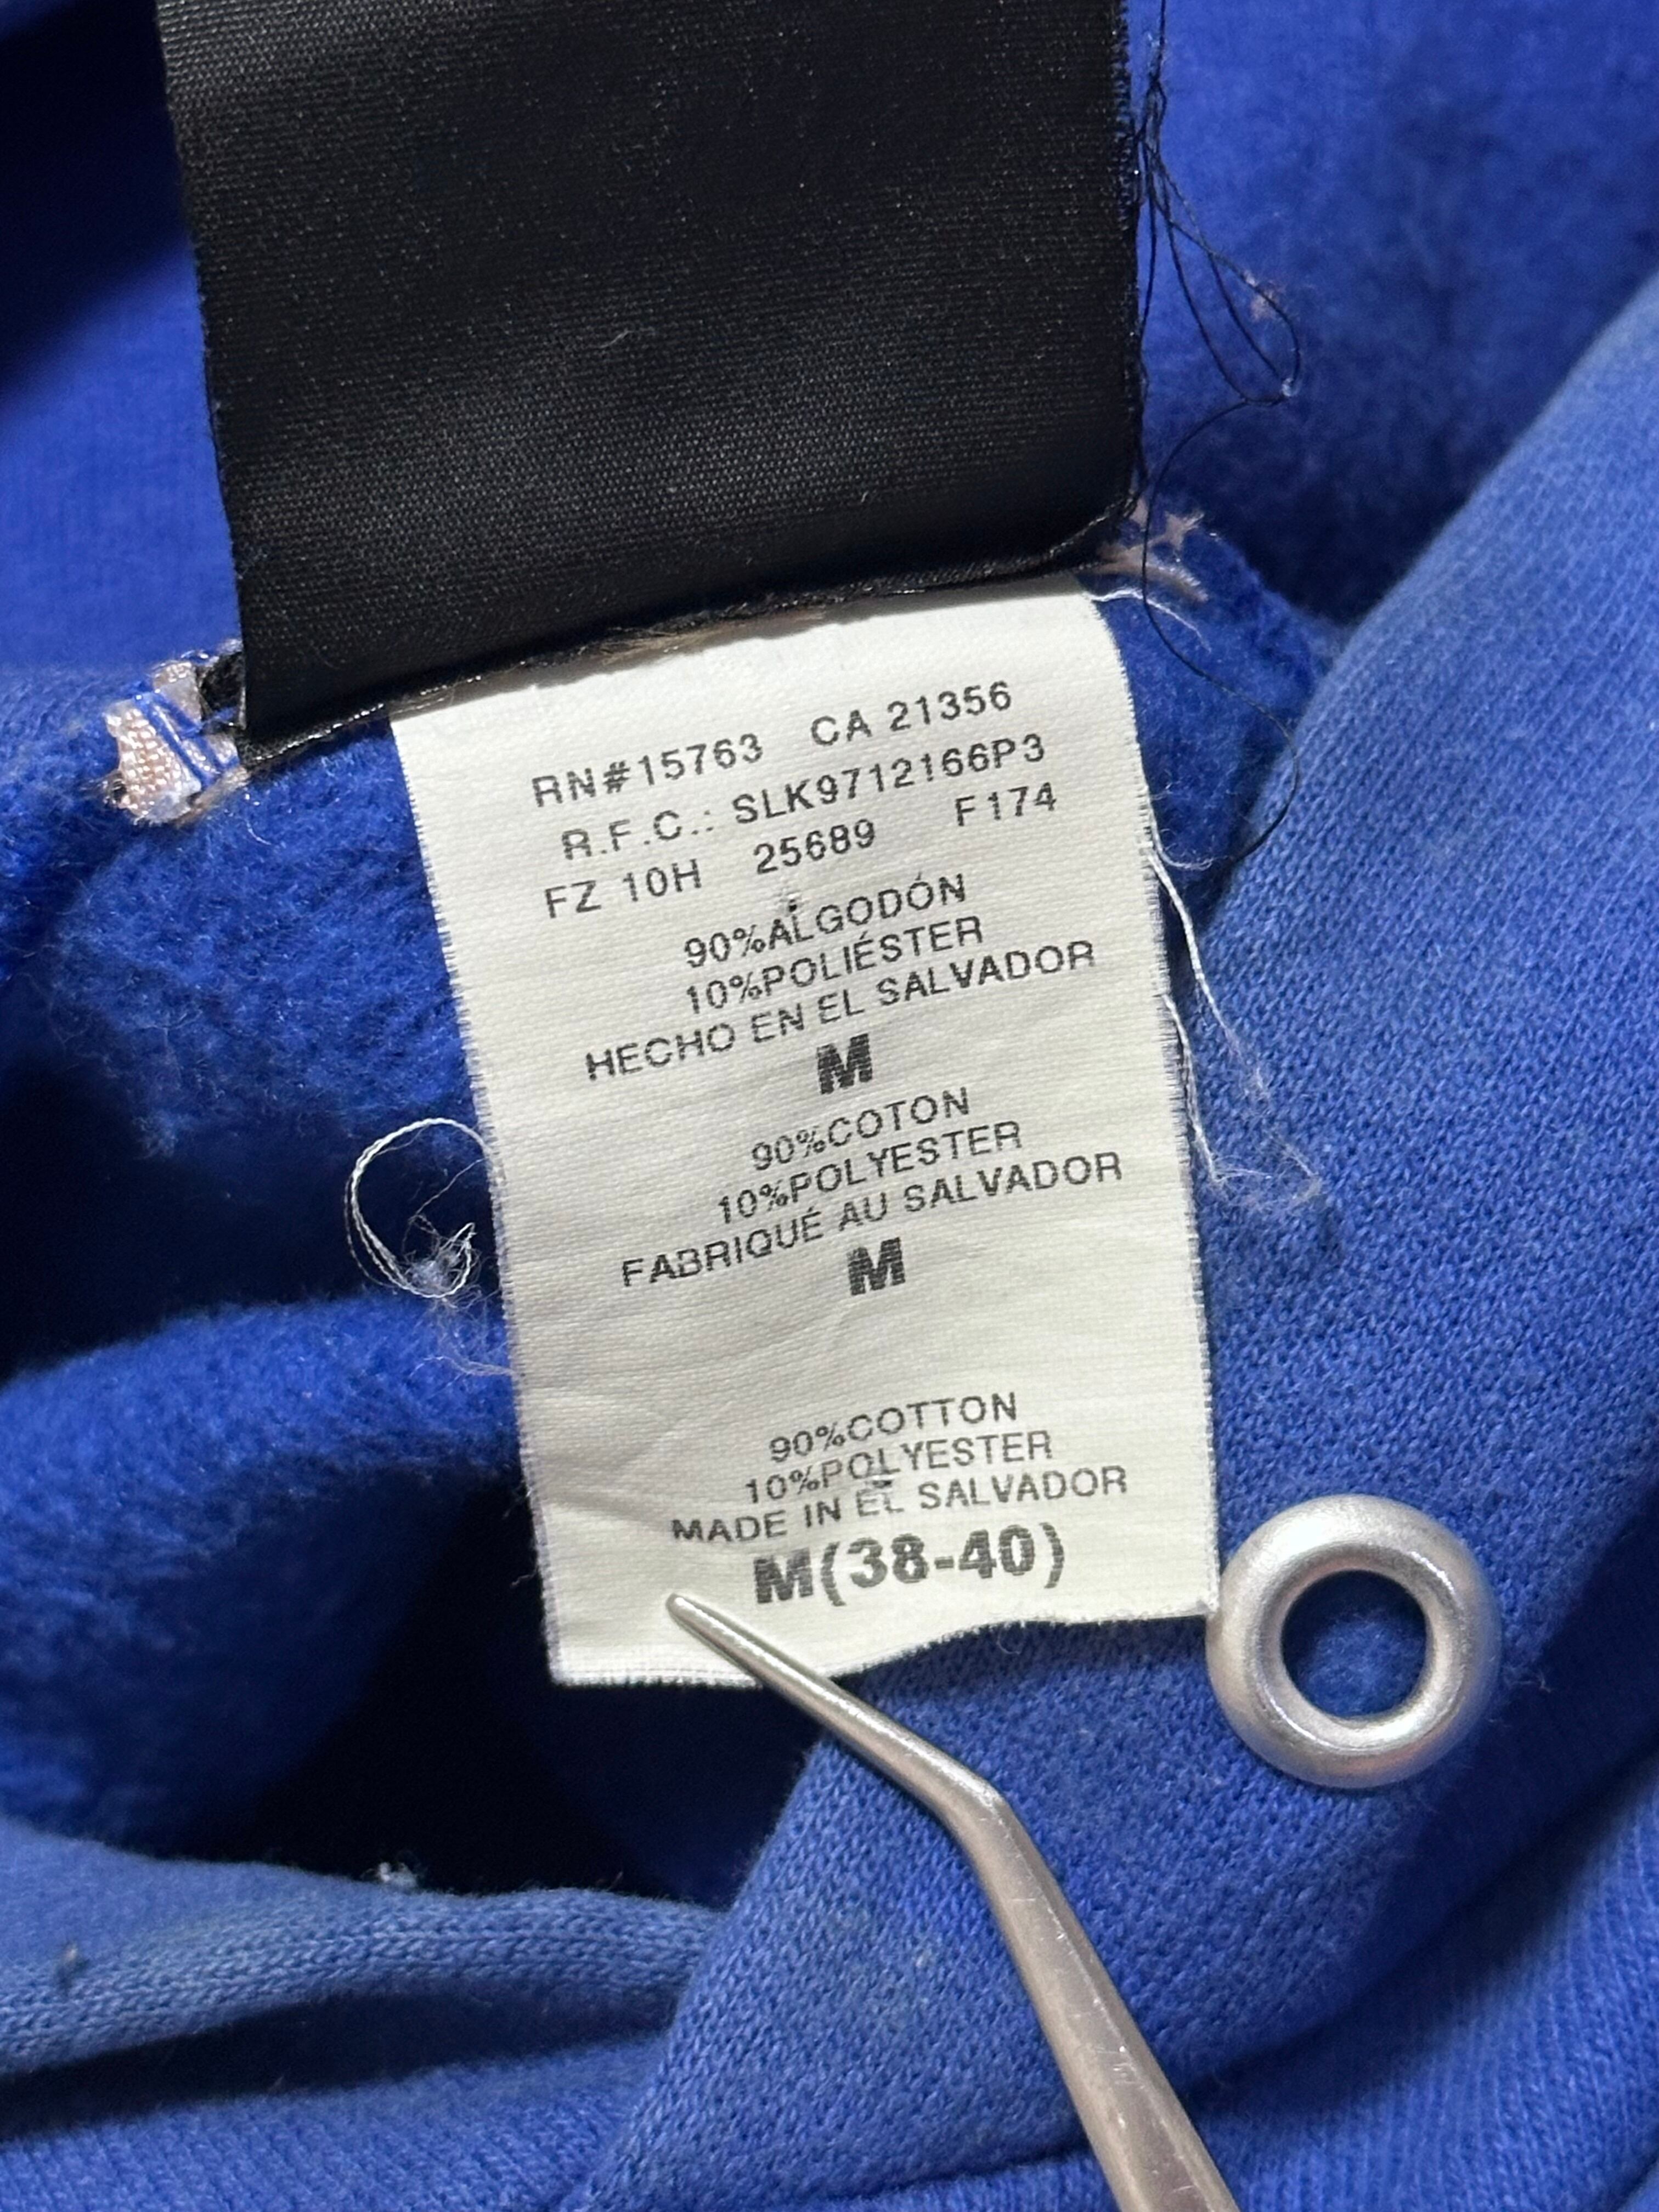 RN#15763 CA 21356
R.F.C.: SLK9712166P3
FZ 10H 25689 F174
90%ALGODÓN
10%POLIÉSTER
HECHO EN EL SALVADOR
M
90%COTON
10%POLYESTER
FABRIQUÉ AU SALVADOR
M
90%COTTON
10%POLYESTER
MADE IN EL SALVADOR
M(38-40)